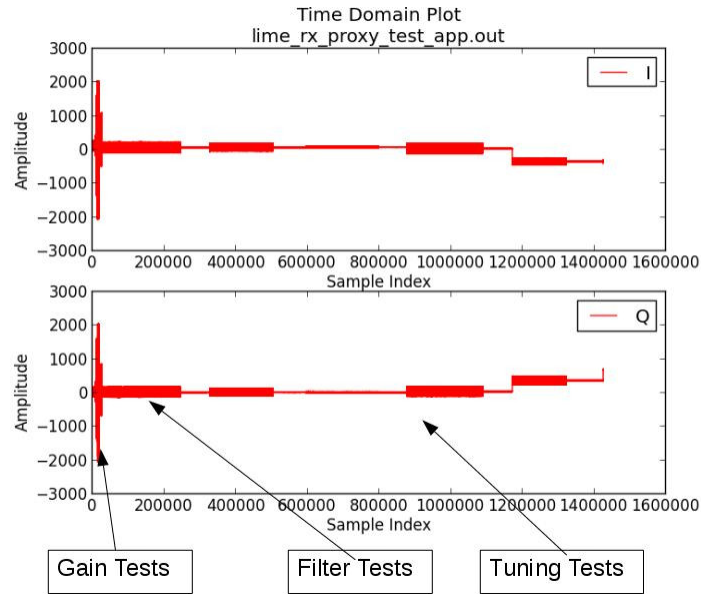 Time Domain Plot
lime_rx_proxy_test_app.out
3000
2000
1000
0
-1000
-2000
-3000
Amplitude
I
0 200000 400000 600000 800000 1000000 1200000 1400000 1600000
Sample Index
3000
2000
1000
0
-1000
-2000
-3000
Amplitude
Q
0 200000 400000 600000 800000 1000000 1200000 1400000 1600000
Sample Index
Gain Tests
Filter Tests
Tuning Tests